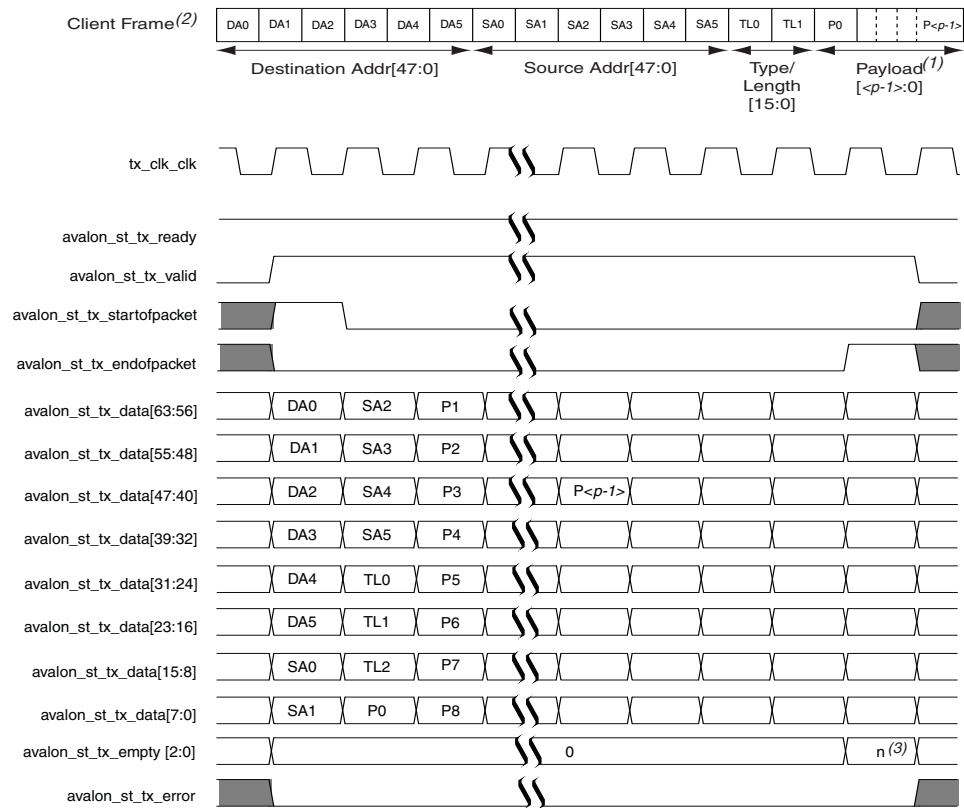 Client Frame(2) DA0 DA1 DA2 DA3 DA4 DA5 SA0 SA1 SA2 SA3 SA4 SA5 TL0 TL1 P0 P<p-1>
Destination Addr[47:0] Source Addr[47:0] Type/ Length [15:0] Payload(1) [<p-1>:0]
tx_clk_clk
avalon_st_tx_ready
avalon_st_tx_valid
avalon_st_tx_startofpacket
avalon_st_tx_endofpacket
avalon_st_tx_data[63:56] DA0 SA2 P1
avalon_st_tx_data[55:48] DA1 SA3 P2
avalon_st_tx_data[47:40] DA2 SA4 P3 P<p-1>
avalon_st_tx_data[39:32] DA3 SA5 P4
avalon_st_tx_data[31:24] DA4 TL0 P5
avalon_st_tx_data[23:16] DA5 TL1 P6
avalon_st_tx_data[15:8] SA0 TL2 P7
avalon_st_tx_data[7:0] SA1 P0 P8
avalon_st_tx_empty [2:0] 0 n(3)
avalon_st_tx_error